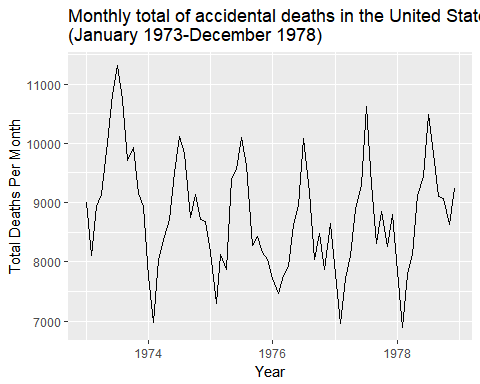 Monthly total of accidental deaths in the United State
(January 1973-December 1978)
11000
10000
9000
8000
7000
Total Deaths Per Month
1974 1976 1978
Year